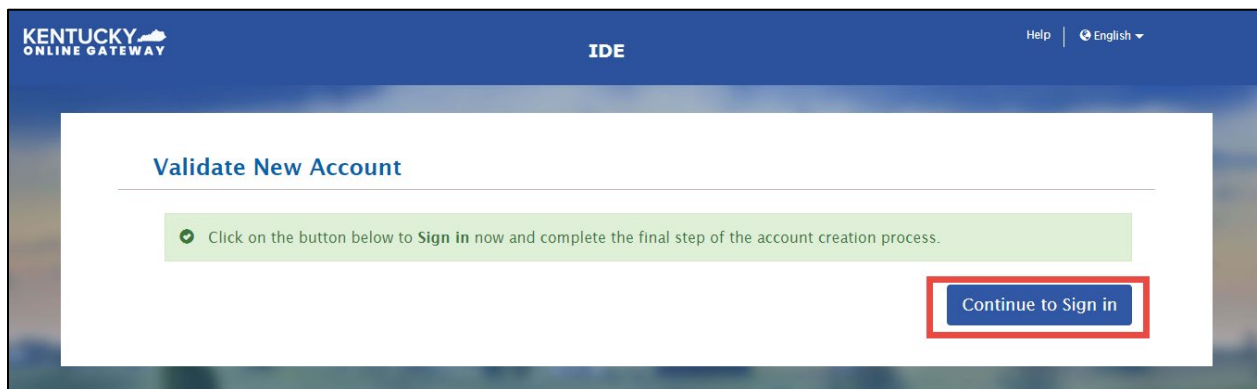 KENTUCKY
ONLINE GATEWAY
IDE
Help
English
Validate New Account
Click on the button below to Sign in now and complete the final step of the account creation process.
Continue to Sign in